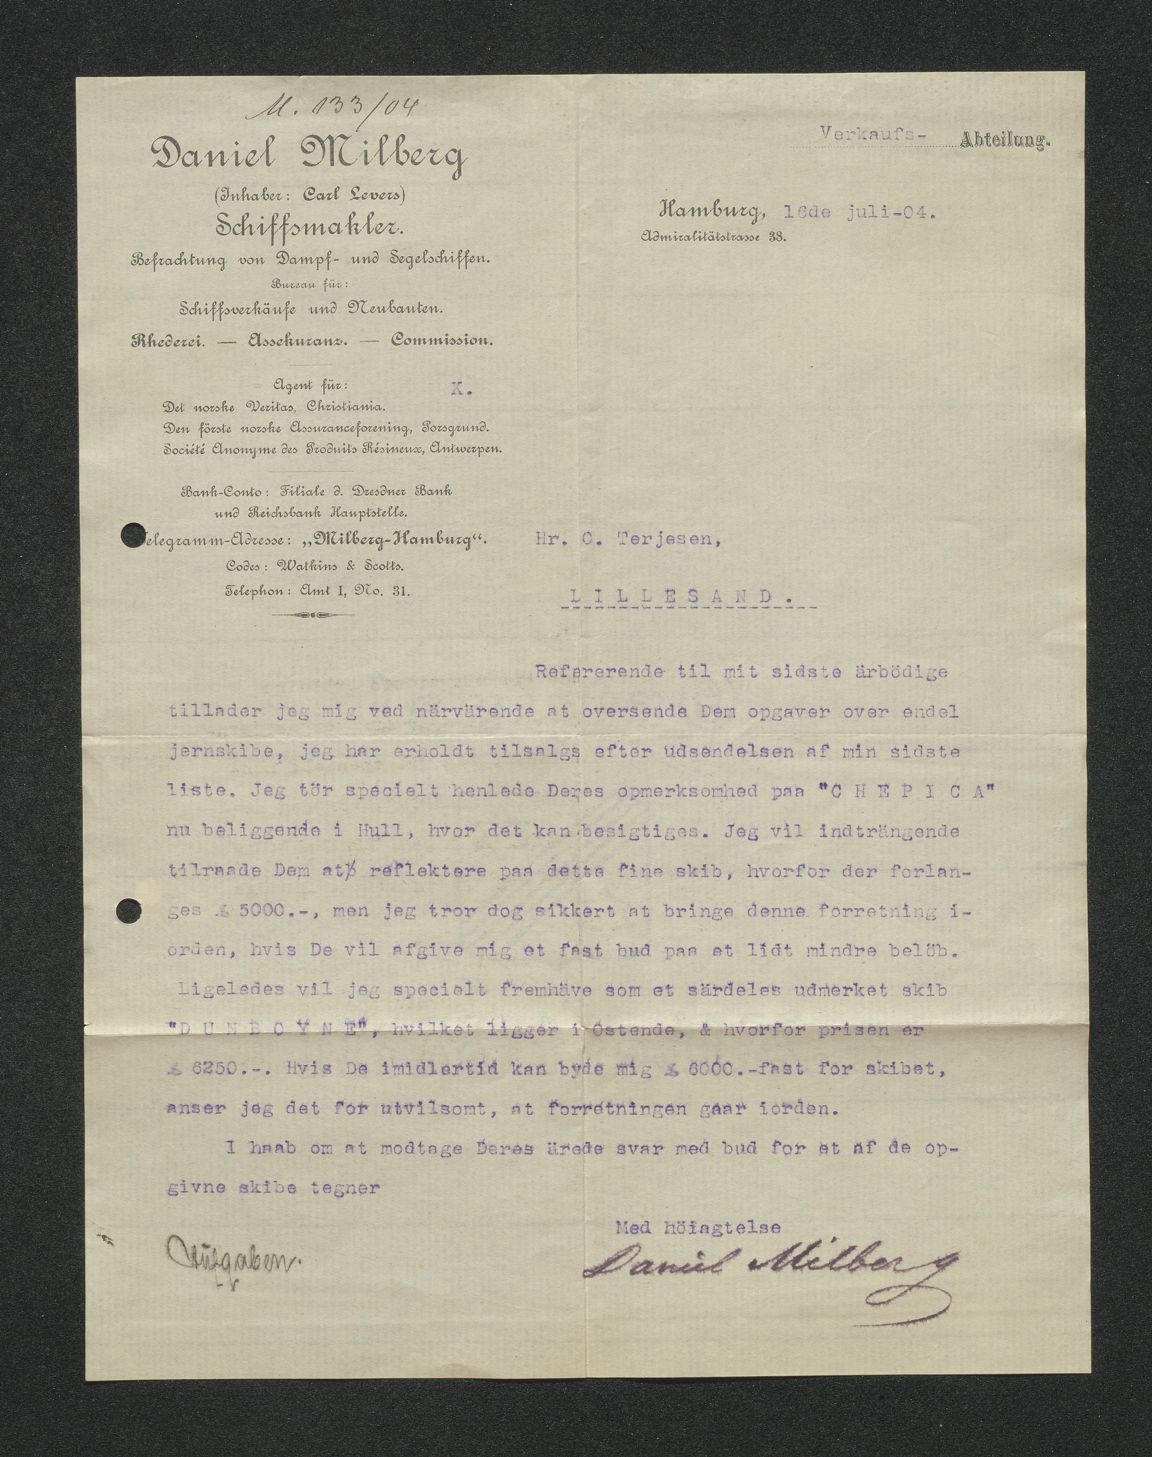 M. 133/04
Daniel Milberg
(Inhaber: Carl Levers)
Schiffsmakler.
Befrachtung von Dampf- und Segelschiffen.
Bureau für:
Schiffsverkäufe und Neubauten.
Rhederei. — Assekuranz. — Commission.
Agent für:
X.
Det norske Veritas, Christiania.
Den förste norske Assuranceforening, Porsgrund.
Société Anonyme des Produits Résineux, Antwerpen.
Bank-Conto: Filiale d. Dresdner Bank
und Reichsbank Hauptstelle.
Telegramm-Adresse: „Milberg-Hamburg“.
Codes: Watkins & Scotts.
Telephon: Amt I, No. 31.
Verkaufs- Abteilung.
Hamburg, 16de juli-04.
Admiralitätstrasse 38.
Hr. C. Terjesen,
L I L L E S A N D .
Refererende til mit sidste ärbödige
tillader jeg mig ved närvärende at oversende Dem opgaver over endel
jernskibe, jeg har erholdt tilsalgs efter udsendelsen af min sidste
liste. Jeg tör specielt henlede Deres opmerksomhed paa "C H E P I C A"
nu beliggende i Hull, hvor det kan besigtiges. Jeg vil indträngende
tilraade Dem at reflektere paa dette fine skib, hvorfor der forlan-
ges £ 5000.-, men jeg tror dog sikkert at bringe denne forretning i-
orden, hvis De vil afgive mig et fast bud paa et lidt mindre belöb.
Ligeledes vil jeg specielt fremhäve som et särdeles udmerket skib
"D U N B O Y N E", hvilket ligger i Ostende, & hvorfor prisen er
£ 6250.-. Hvis De imidlertid kan byde mig £ 6000.-fast for skibet,
anser jeg det for utvilsomt, at forretningen gaar iorden.
I haab om at modtage Deres ärede svar med bud for et af de op-
givne skibe tegner
Med höiagtelse
Daniel Milberg
Aufgaben.